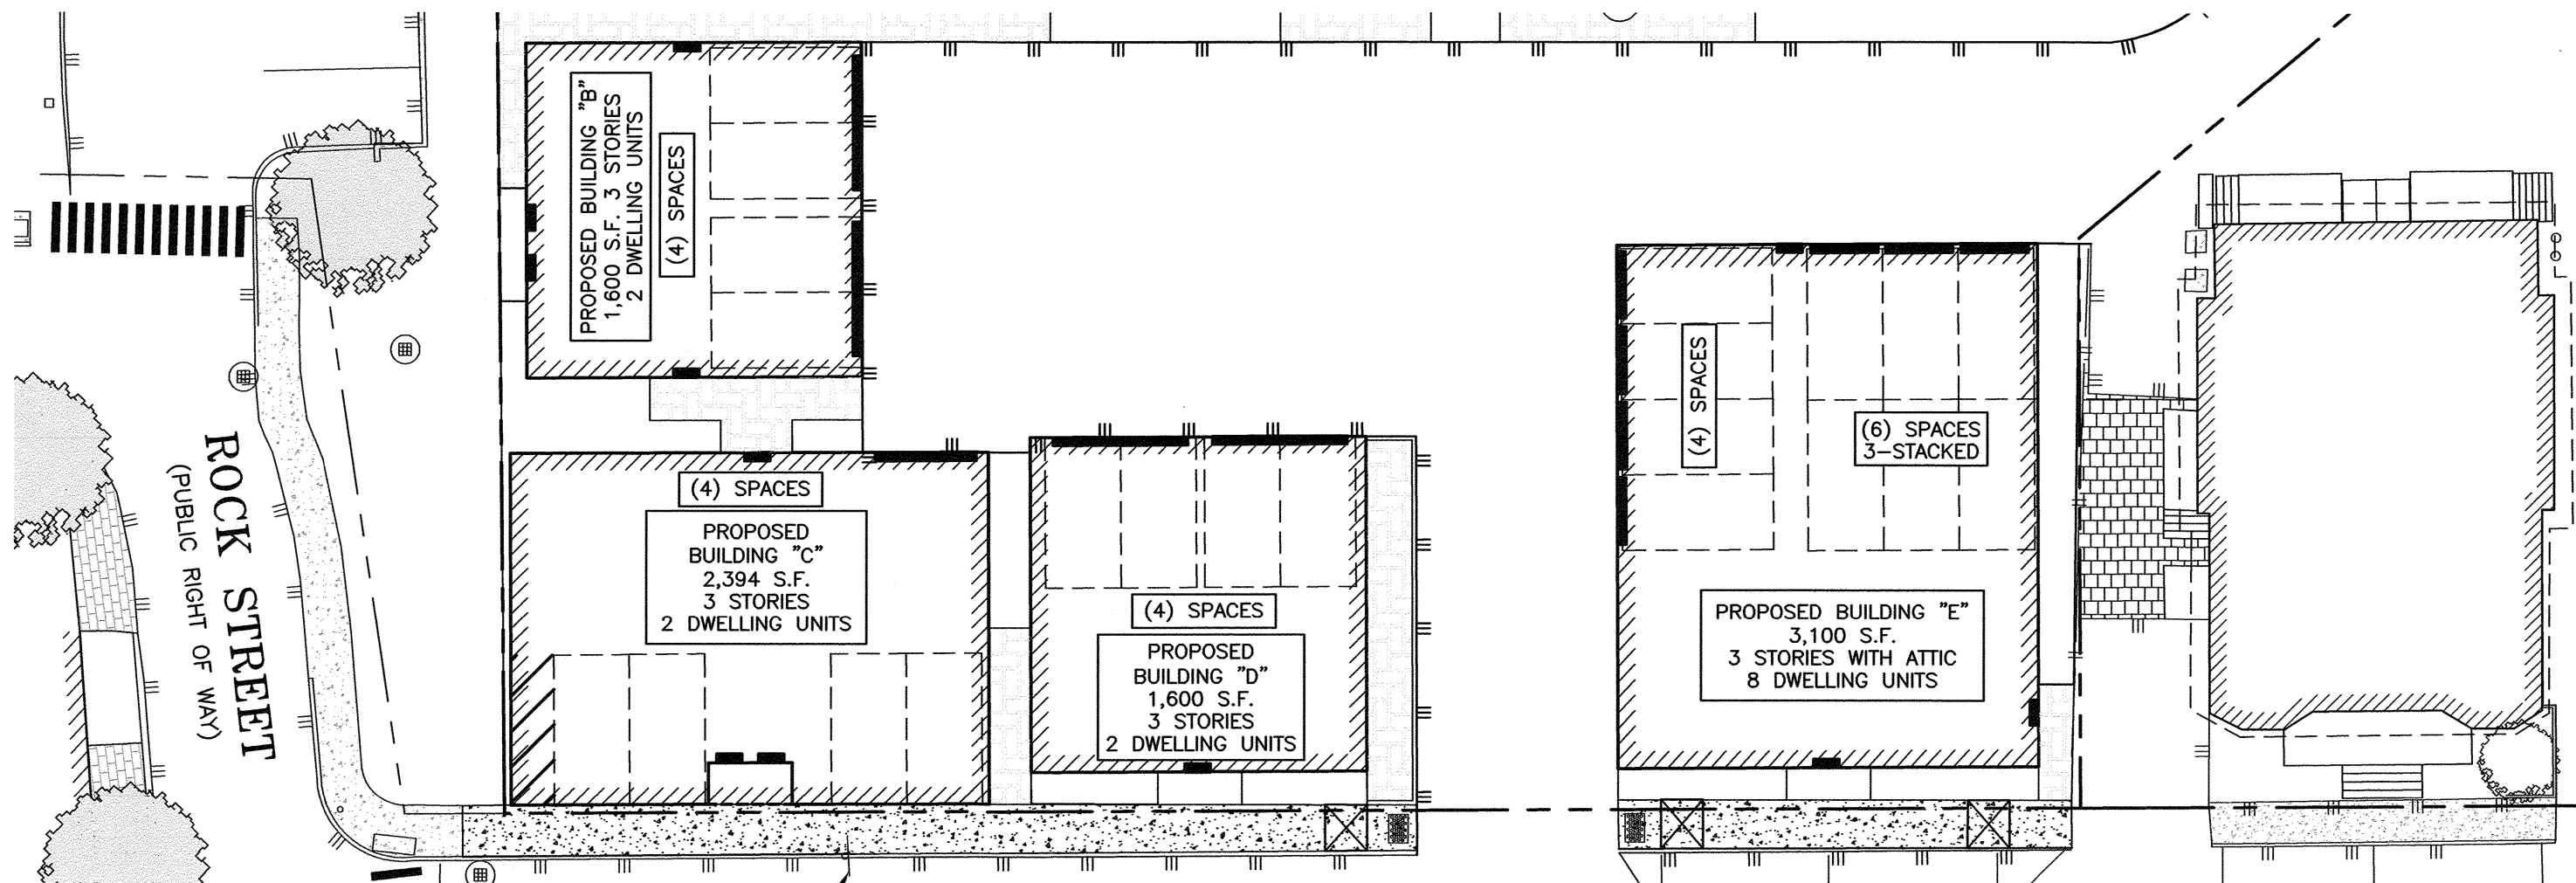 PROPOSED BUILDING "B"
1,600 S.F. 3 STORIES
2 DWELLING UNITS
(4) SPACES
ROCK STREET
(PUBLIC RIGHT OF WAY)
(4) SPACES
PROPOSED
BUILDING "C"
2,394 S.F.
3 STORIES
2 DWELLING UNITS
(4) SPACES
PROPOSED
BUILDING "D"
1,600 S.F.
3 STORIES
2 DWELLING UNITS
(4) SPACES
(6) SPACES
3-STACKED
PROPOSED BUILDING "E"
3,100 S.F.
3 STORIES WITH ATTIC
8 DWELLING UNITS